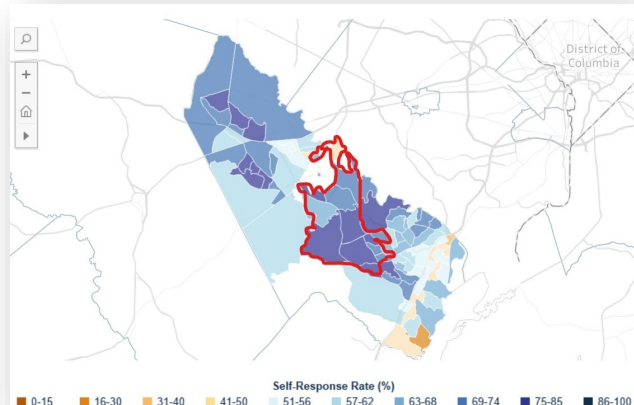 District of
Columbia
+
−
Self-Response Rate (%)
0-15 16-30 31-40 41-50 51-56 57-62 63-68 69-74 75-85 86-100